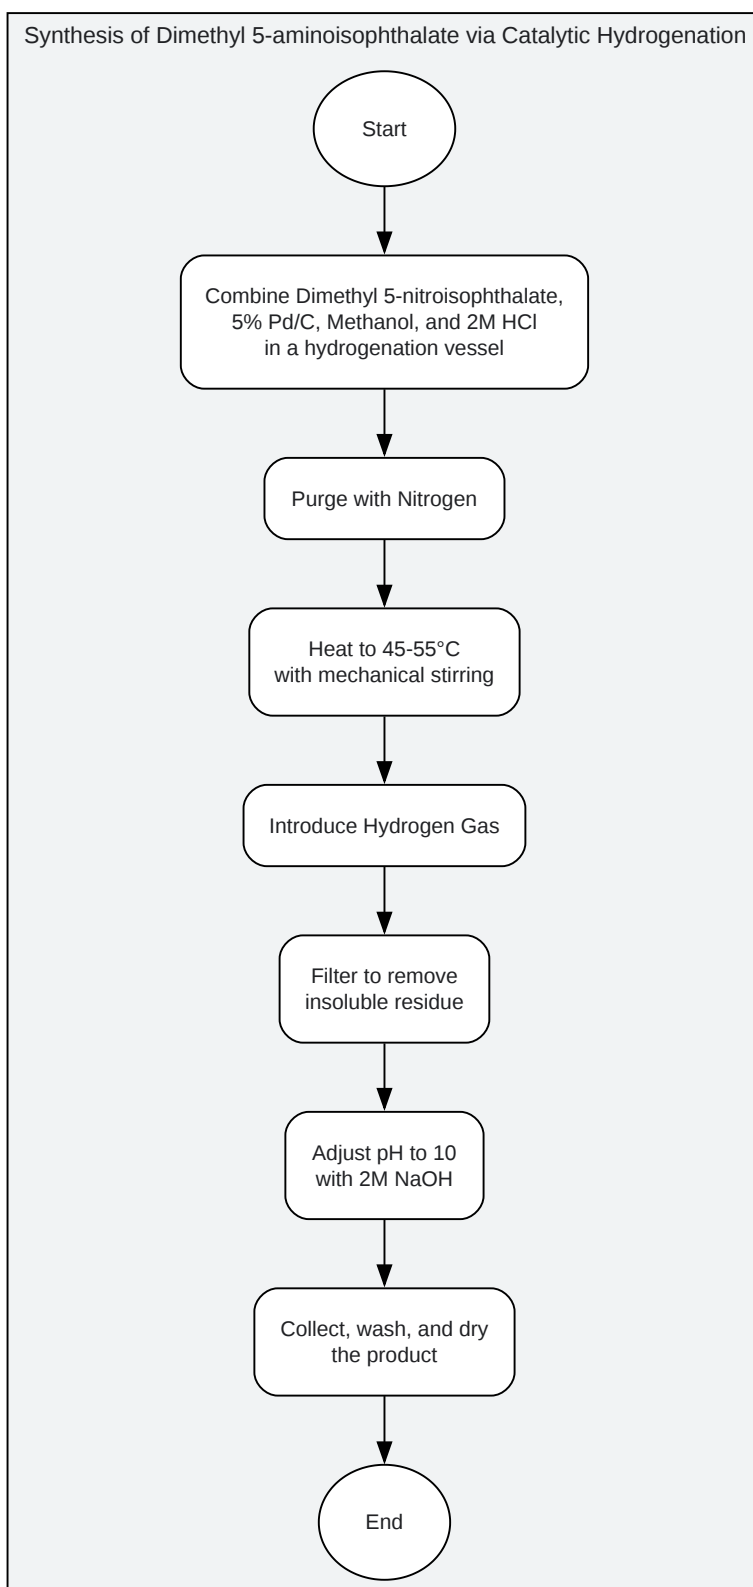 Synthesis of Dimethyl 5-aminoisophthalate via Catalytic Hydrogenation
Start
Combine Dimethyl 5-nitroisophthalate,
5% Pd/C, Methanol, and 2M HCl
in a hydrogenation vessel
Purge with Nitrogen
Heat to 45-55°C
with mechanical stirring
Introduce Hydrogen Gas
Filter to remove
insoluble residue
Adjust pH to 10
with 2M NaOH
Collect, wash, and dry
the product
End